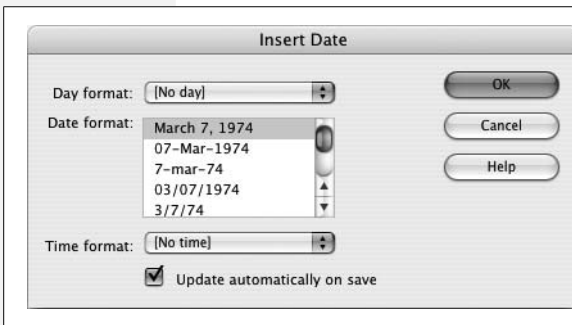 Insert Date
Day format: [No day]
Date format:
March 7, 1974
07-Mar-1974
7-mar-74
03/07/1974
3/7/74
Time format: [No time]
Update automatically on save
OK
Cancel
Help